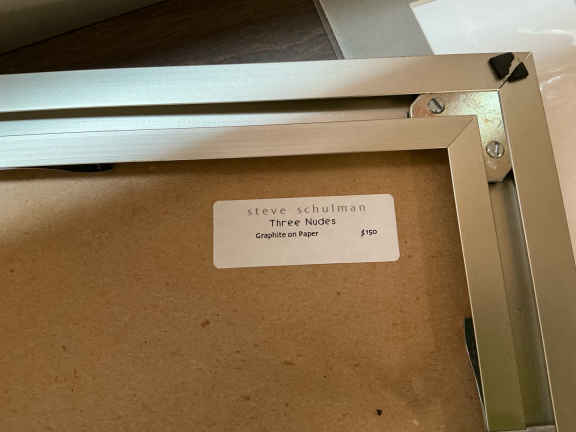 steve schulman
Three Nudes
Graphite on Paper $150